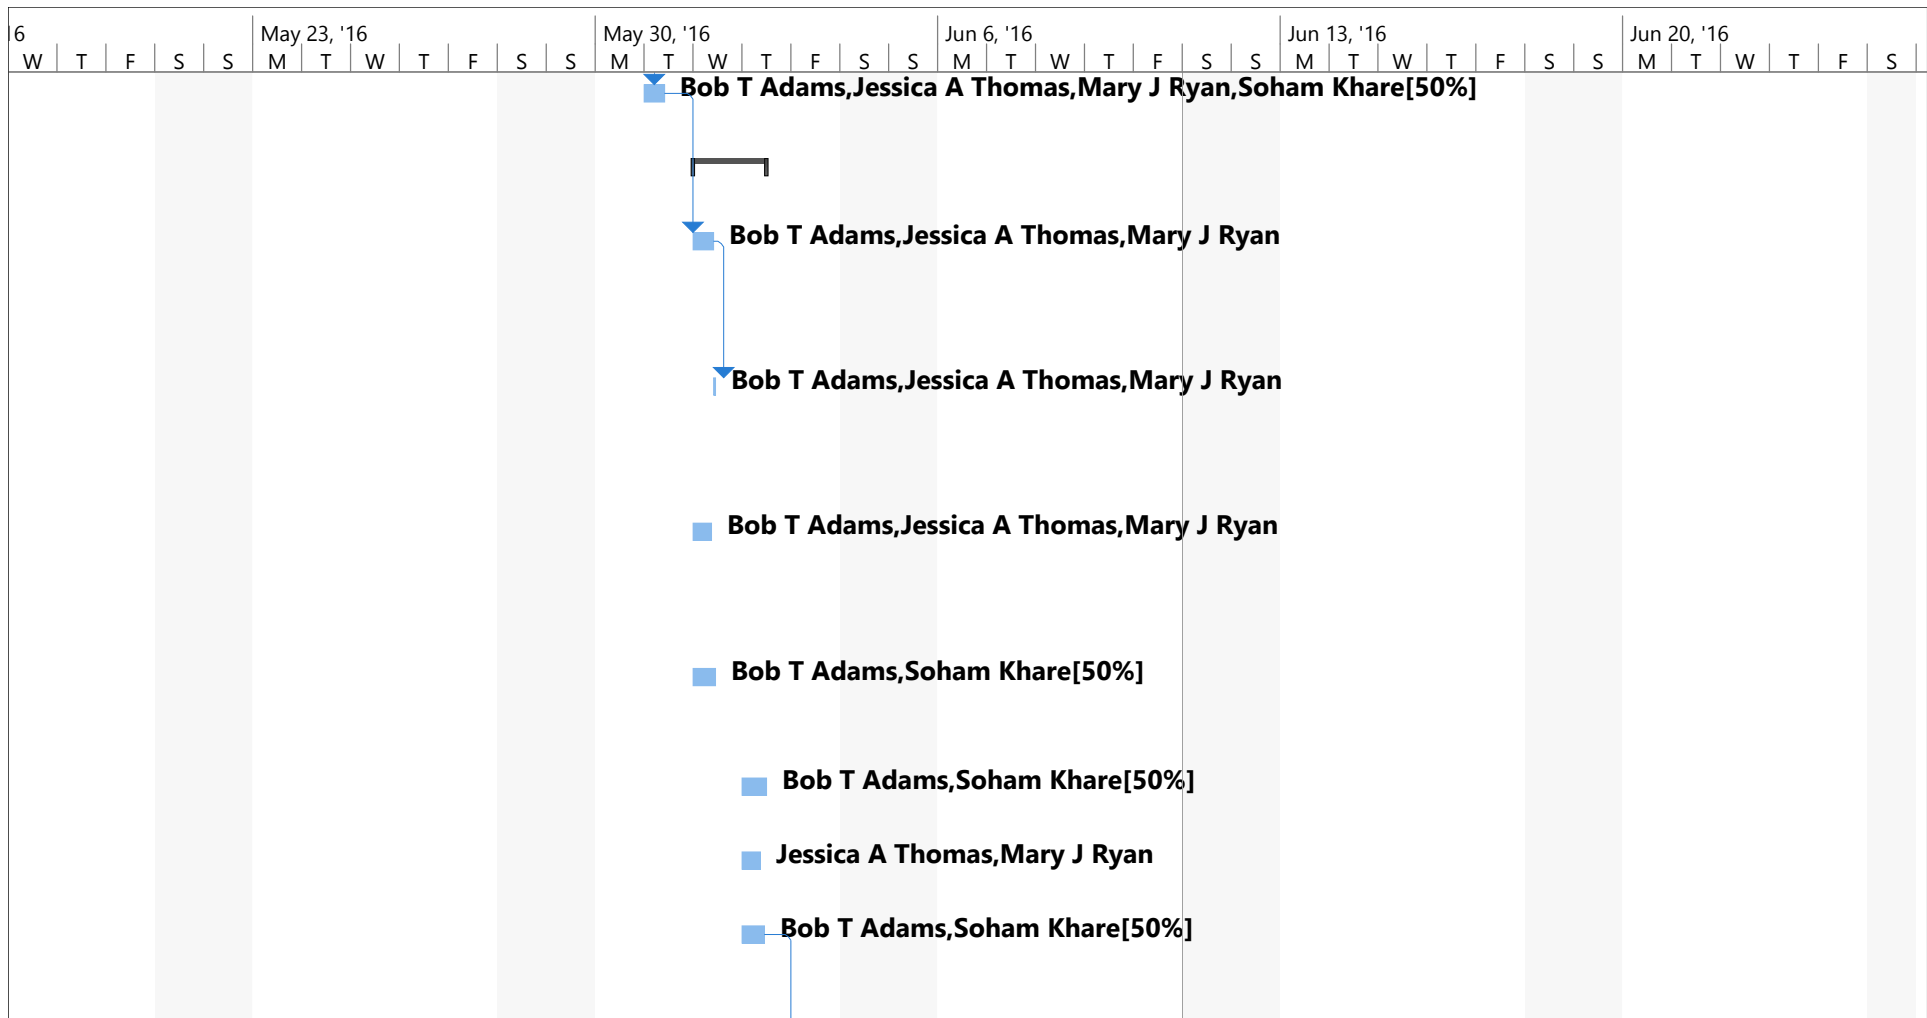 16 May 23, '16 May 30, '16 Jun 6, '16 Jun 13, '16 Jun 20, '16
W T F S S M T W T F S S M T W T F S S M T W T F S S M T W T F S S M T W T F S
Bob T Adams,Jessica A Thomas,Mary J Ryan,Soham Khare[50%]
Bob T Adams,Jessica A Thomas,Mary J Ryan
Bob T Adams,Jessica A Thomas,Mary J Ryan
Bob T Adams,Jessica A Thomas,Mary J Ryan
Bob T Adams,Soham Khare[50%]
Bob T Adams,Soham Khare[50%]
Jessica A Thomas,Mary J Ryan
Bob T Adams,Soham Khare[50%]